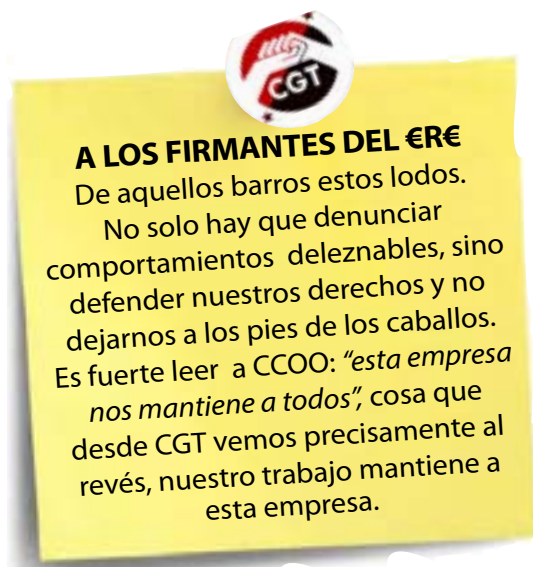 CGT
A LOS FIRMANTES DEL €R€
De aquellos barros estos lodos.
No solo hay que denunciar
comportamientos deleznables, sino
defender nuestros derechos y no
dejarnos a los pies de los caballos.
Es fuerte leer a CCOO: “esta empresa
nos mantiene a todos”, cosa que
desde CGT vemos precisamente al
revés, nuestro trabajo mantiene a
esta empresa.